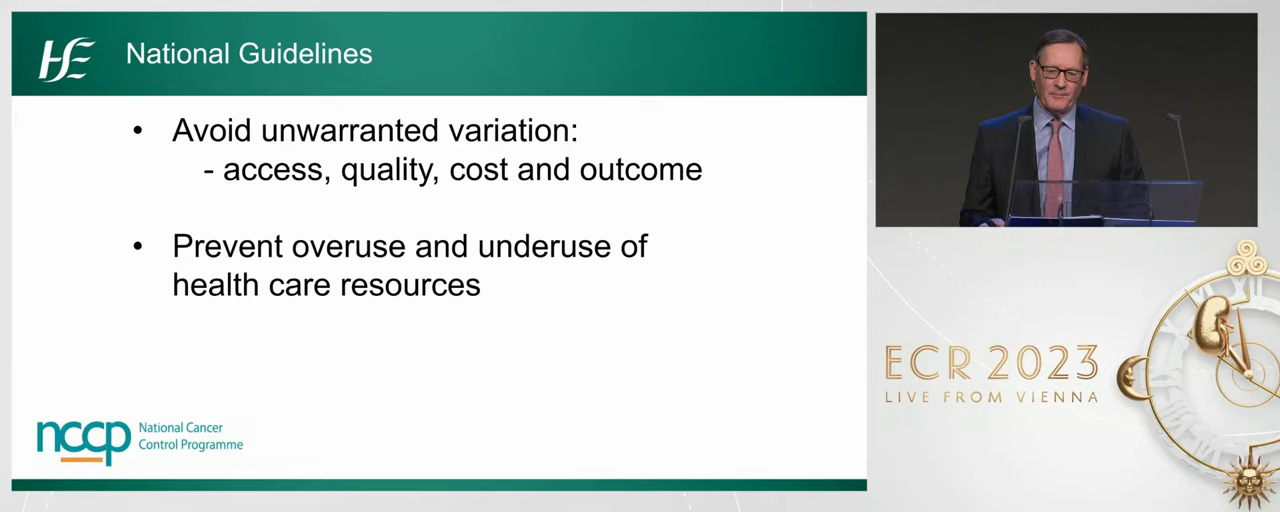 HSE
National Guidelines
• Avoid unwarranted variation:
- access, quality, cost and outcome
• Prevent overuse and underuse of
health care resources
nccp
National Cancer
Control Programme
ECR 2023
LIVE FROM VIENNA